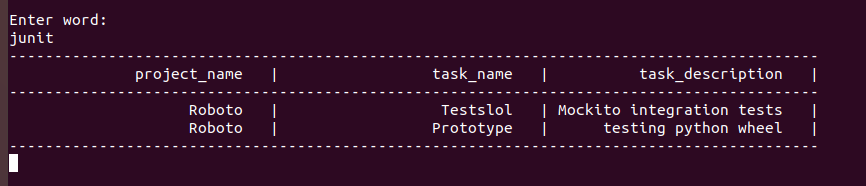 Enter word:
junit
------------------------------------------------------------------------------------------
project_name | task_name | task_description |
------------------------------------------------------------------------------------------
Roboto | Testslol | Mockito integration tests |
Roboto | Prototype | testing python wheel |
------------------------------------------------------------------------------------------